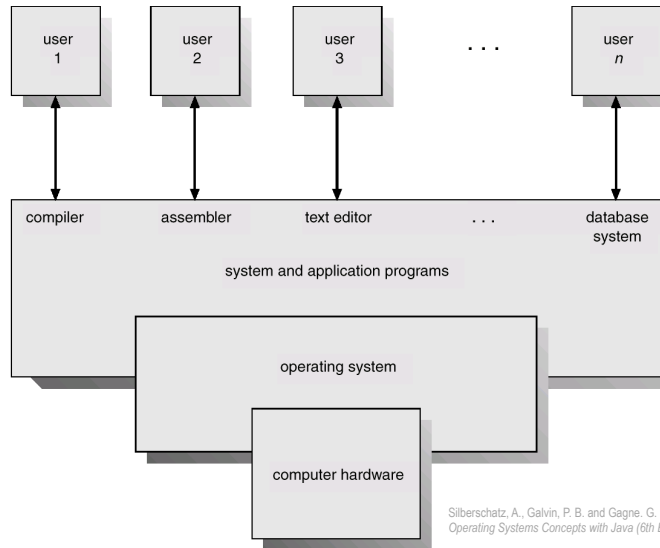 user
1
user
2
user
3
. . .
user
n
compiler
assembler
text editor
. . .
database
system
system and application programs
operating system
computer hardware
Silberschatz, A., Galvin, P. B. and Gagne. G.
Operating Systems Concepts with Java (6th